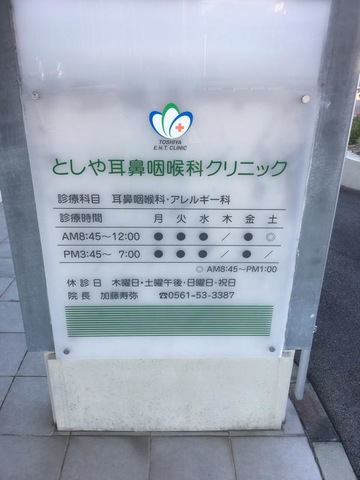 TOSHIYA
E.N.T. CLINIC
としや耳鼻咽喉科クリニック
診療科目 耳鼻咽喉科・アレルギー科
診療時間 月 火 水 木 金 土
AM8:45〜12:00 ● ● ● / ● ◎
PM3:45〜 7:00 ● ● ● / ● /
◎ AM8:45〜PM1:00
休診日 木曜日・土曜午後・日曜日・祝日
院長 加藤寿弥 ☎0561-53-3387